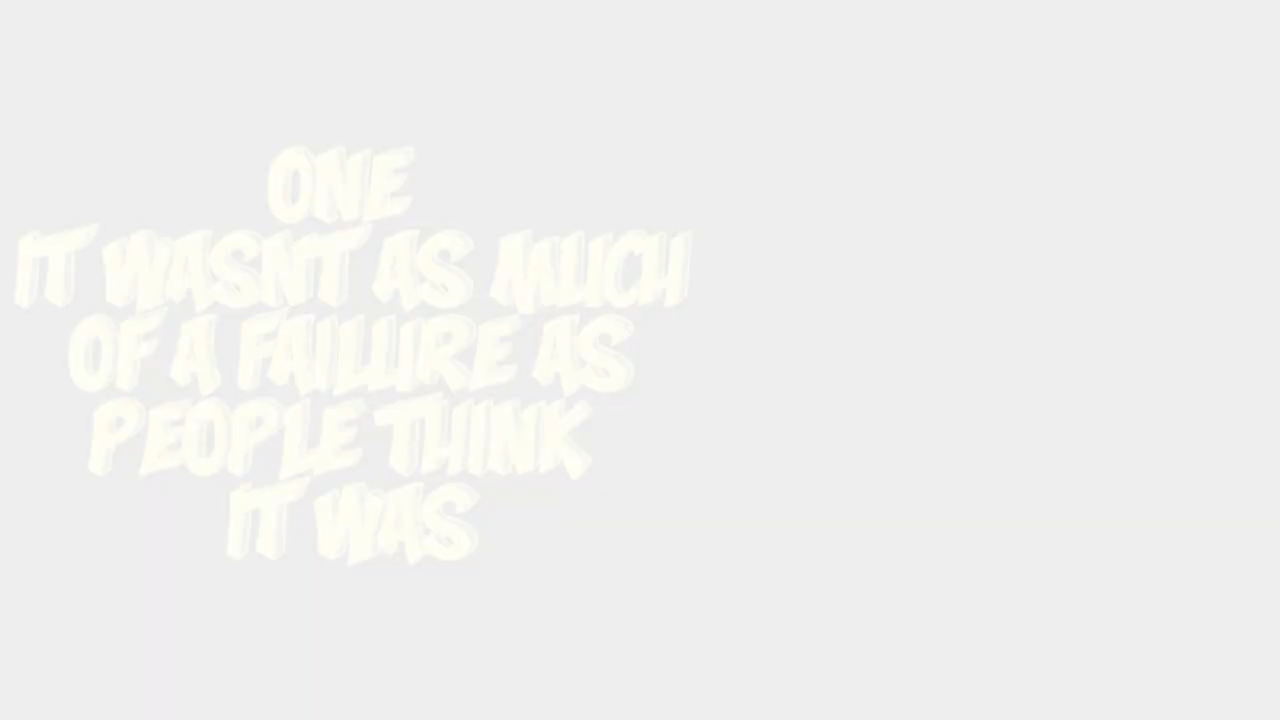 ONE
IT WASNT AS MUCH
OF A FAILURE AS
PEOPLE THINK
IT WAS